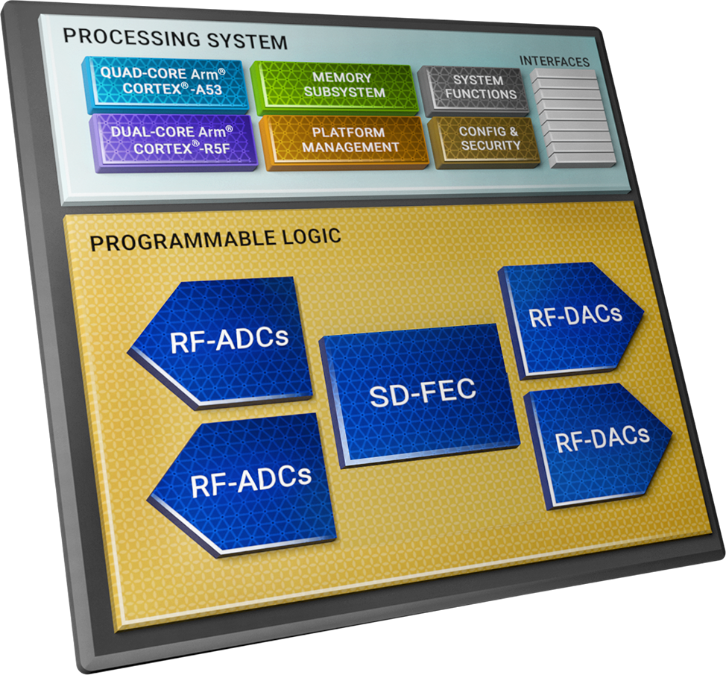 PROCESSING SYSTEM
INTERFACES
QUAD-CORE Arm®
CORTEX®-A53
MEMORY
SUBSYSTEM
SYSTEM
FUNCTIONS
DUAL-CORE Arm®
CORTEX®-R5F
PLATFORM
MANAGEMENT
CONFIG &
SECURITY
PROGRAMMABLE LOGIC
RF-ADCs
SD-FEC
RF-DACs
RF-ADCs
RF-DACs